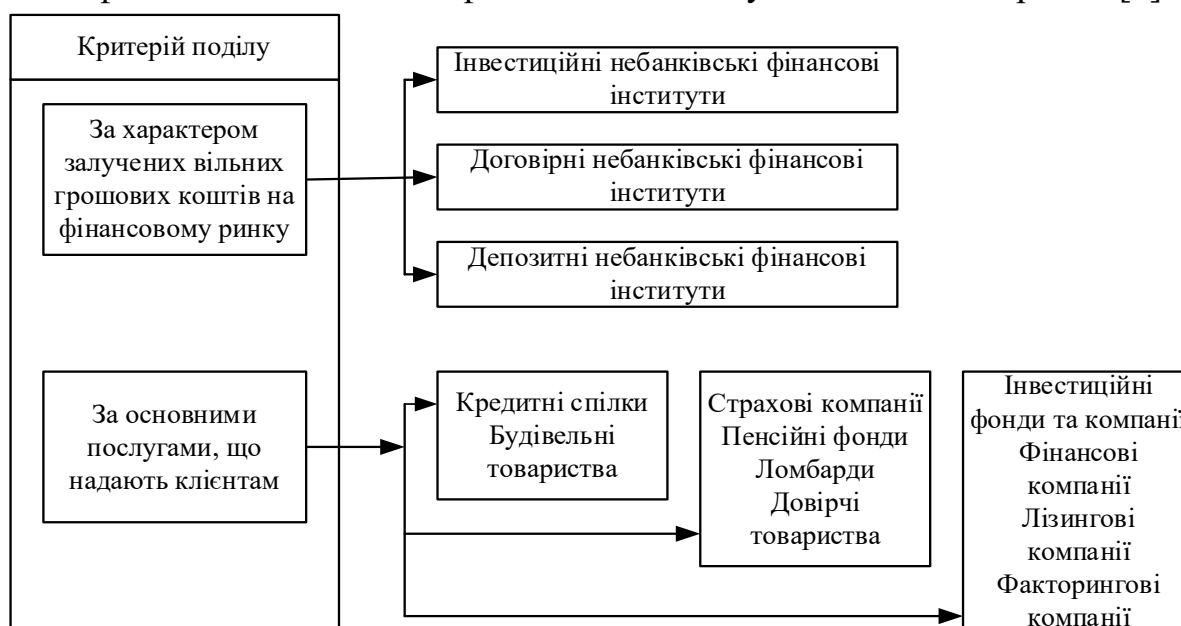 Критерій поділу
За характером
залучених вільних
грошових коштів на
фінансовому ринку
Інвестиційні небанківські фінансові
інститути
Договірні небанківські фінансові
інститути
Депозитні небанківські фінансові
інститути
За основними
послугами, що
надають клієнтам
Кредитні спілки
Будівельні
товариства
Страхові компанії
Пенсійні фонди
Ломбарди
Довірчі
товариства
Інвестиційні
фонди та компанії
Фінансові
компанії
Лізингові
компанії
Факторингові
компанії